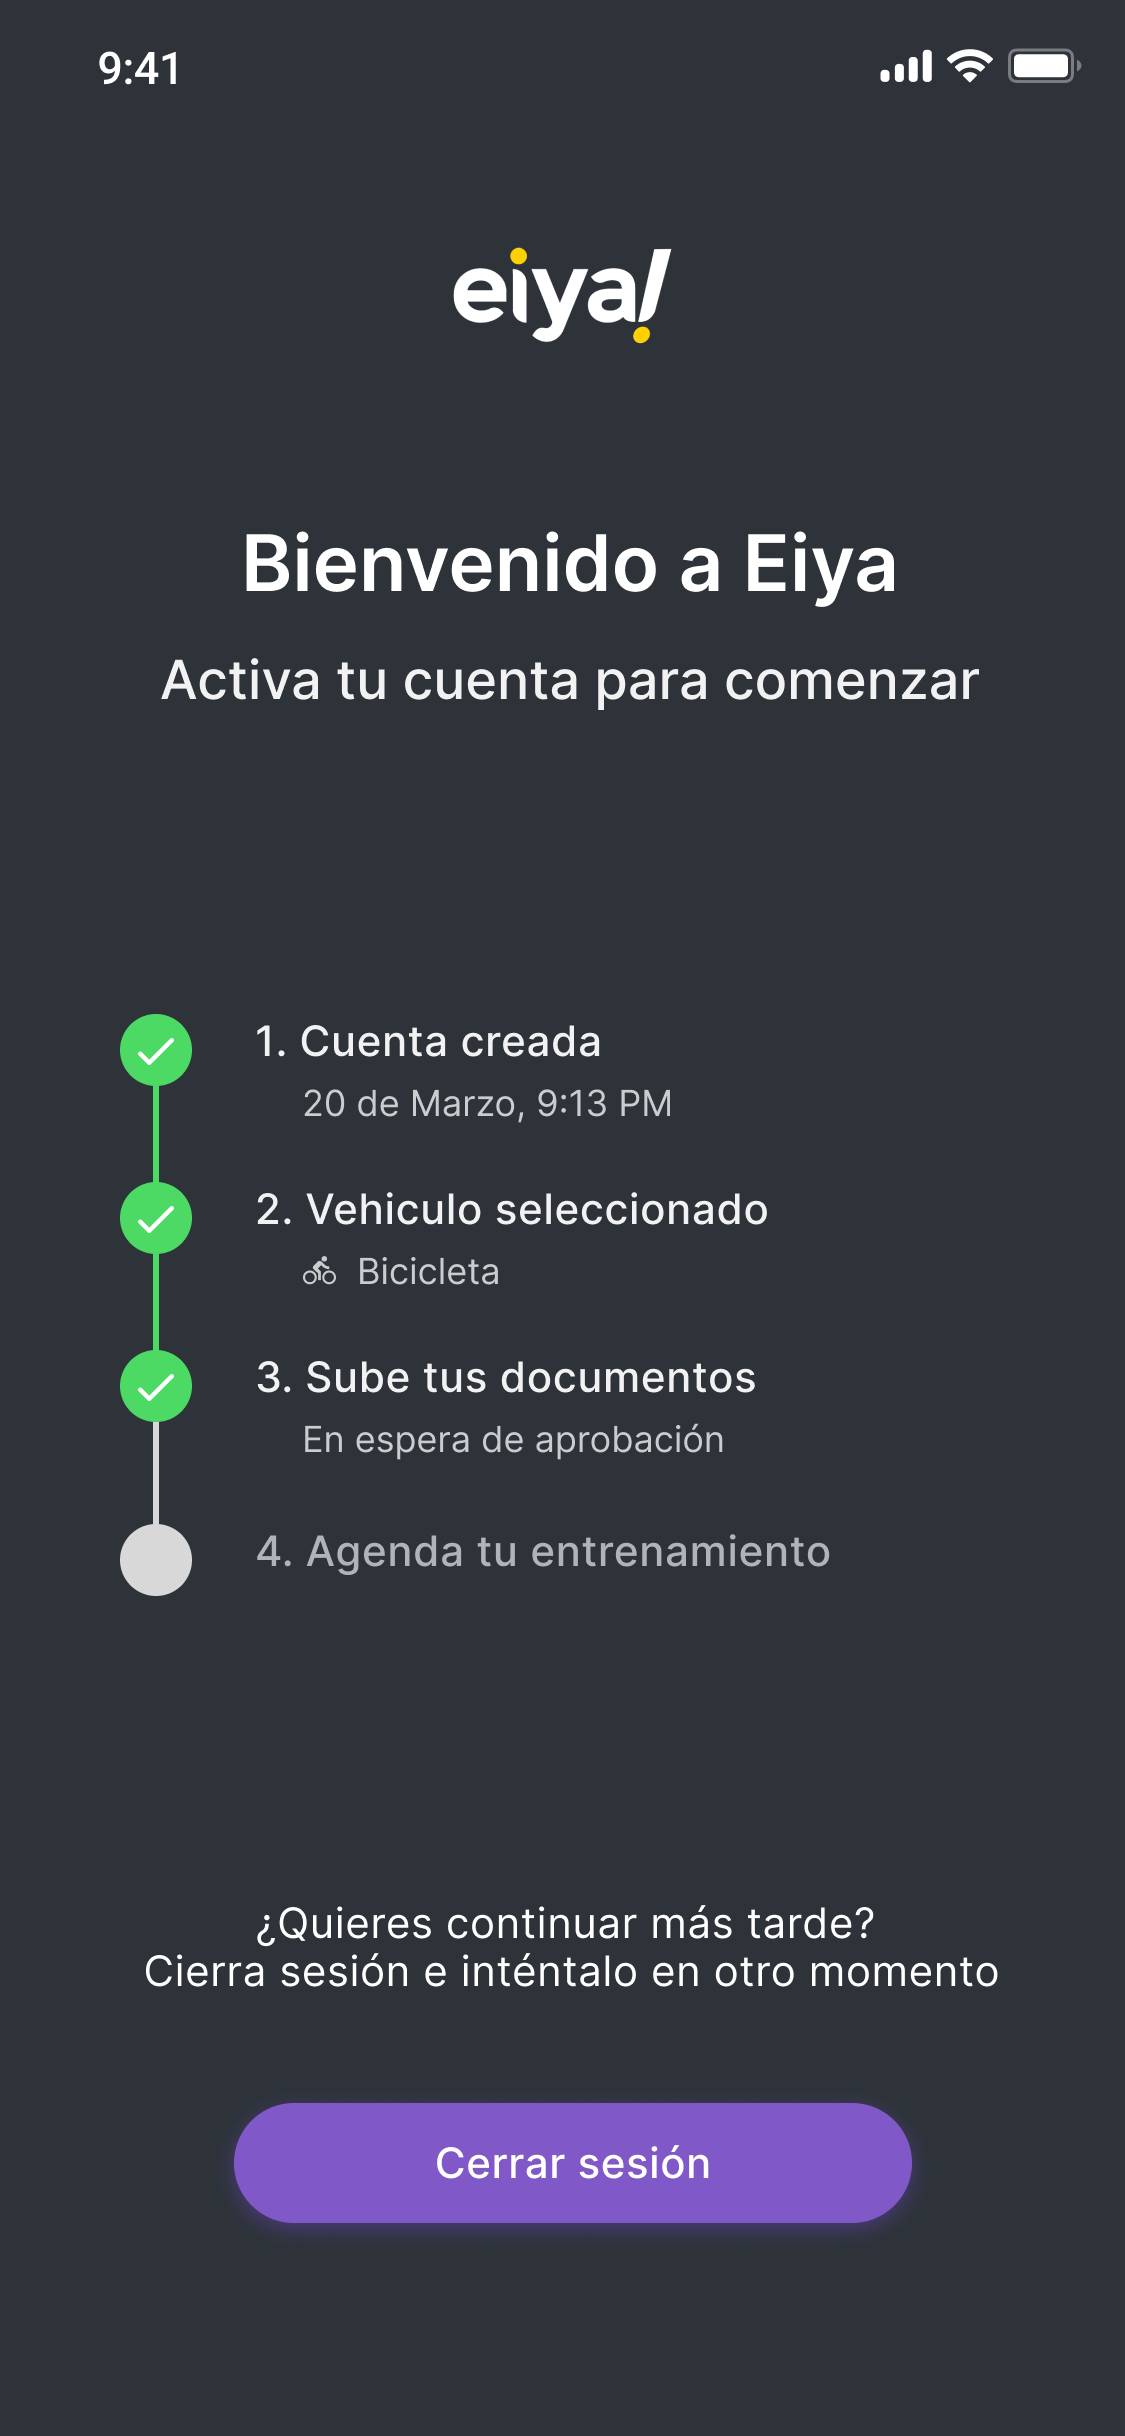 9:41
eiya!
Bienvenido a Eiya
Activa tu cuenta para comenzar
1. Cuenta creada
20 de Marzo, 9:13 PM
2. Vehiculo seleccionado
Bicicleta
3. Sube tus documentos
En espera de aprobación
4. Agenda tu entrenamiento
¿Quieres continuar más tarde?
Cierra sesión e inténtalo en otro momento
Cerrar sesión